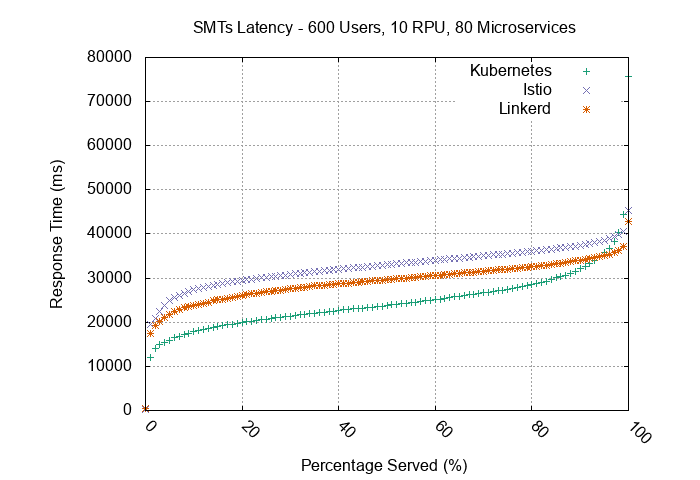 SMTs Latency - 600 Users, 10 RPU, 80 Microservices
80000
70000
60000
50000
40000
30000
20000
10000
0
Response Time (ms)
Kubernetes
Istio
Linkerd
0
20
40
60
80
100
Percentage Served (%)